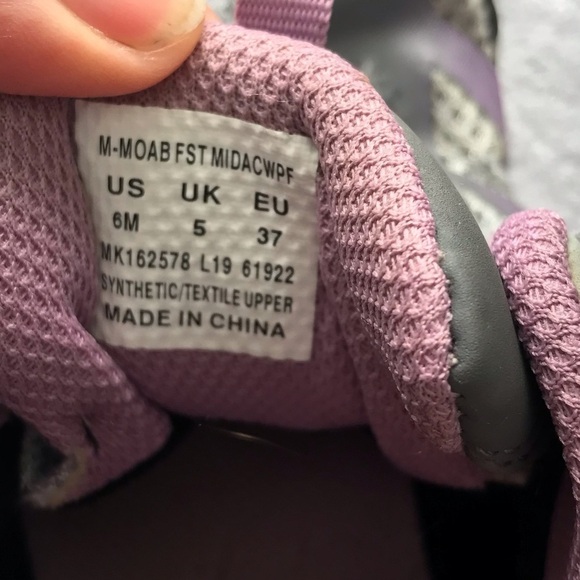 M-MOAB FST MIDACWPF
US UK EU
6M 5 37
MK162578 L19 61922
SYNTHETIC/TEXTILE UPPER
MADE IN CHINA